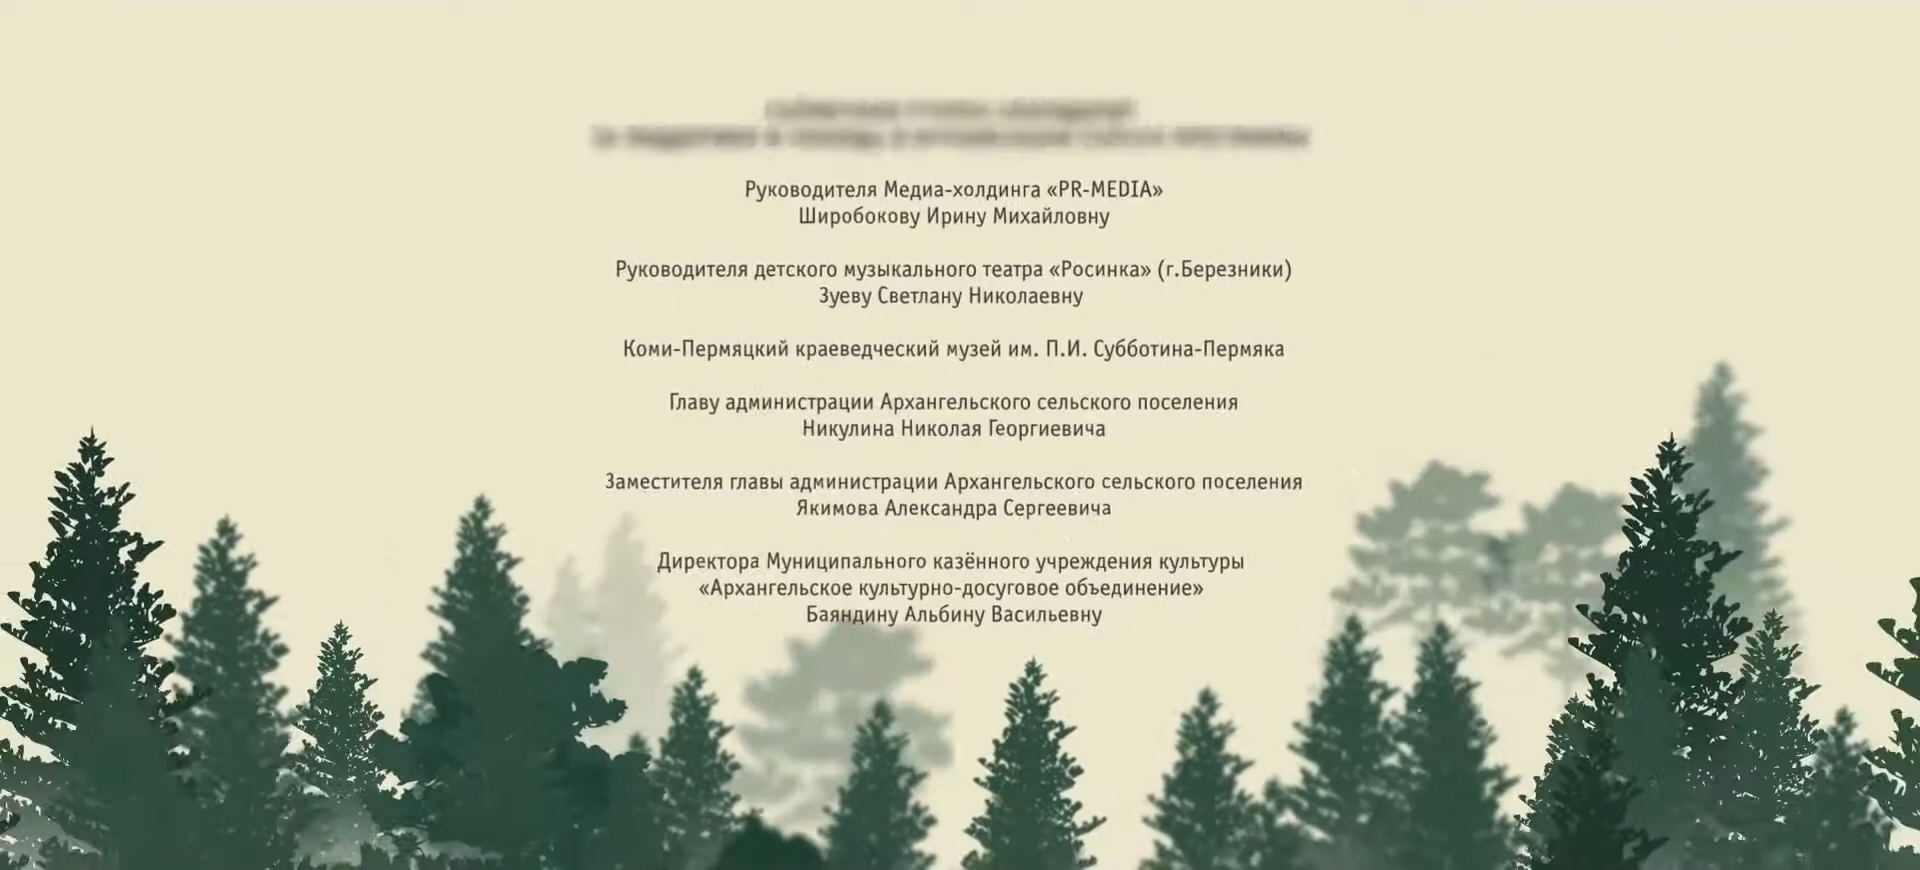 Руководителя Медиа-холдинга «PR-MEDIA»
Широбокову Ирину Михайловну
Руководителя детского музыкального театра «Росинка» (г.Березники)
Зуеву Светлану Николаевну
Коми-Пермяцкий краеведческий музей им. П.И. Субботина-Пермяка
Главу администрации Архангельского сельского поселения
Никулина Николая Георгиевича
Заместителя главы администрации Архангельского сельского поселения
Якимова Александра Сергеевича
Директора Муниципального казённого учреждения культуры
«Архангельское культурно-досуговое объединение»
Баяндину Альбину Васильевну